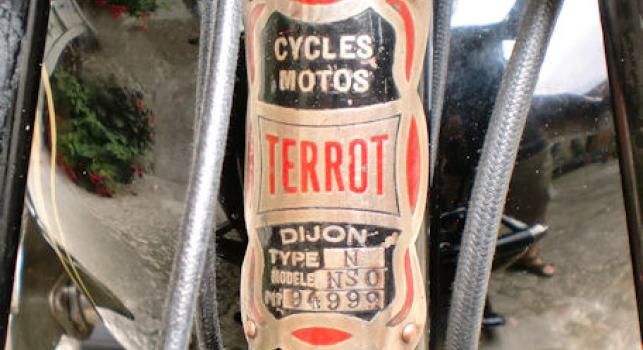 CYCLES
MOTOS
TERROT
DIJON
TYPE N
MODELE NSO
Nº 94999